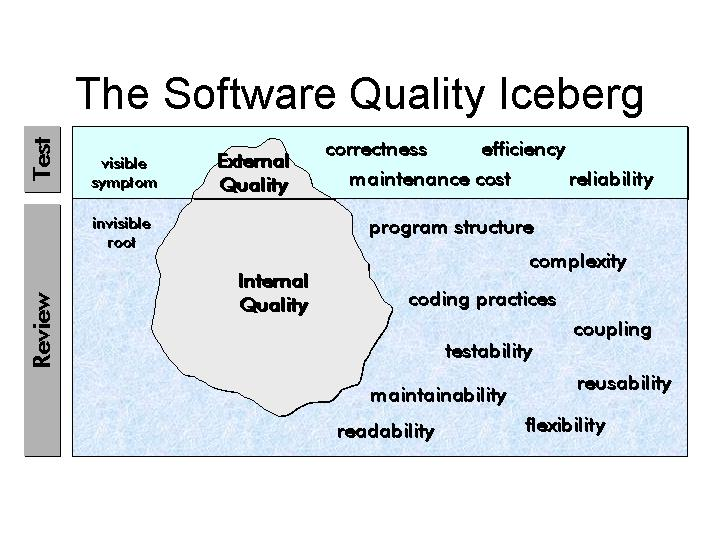 The Software Quality Iceberg
Test
visible
symptom
External
Quality
correctness
efficiency
maintenance cost
reliability
Review
invisible
root
Internal
Quality
program structure
complexity
coding practices
coupling
testability
reusability
maintainability
flexibility
readability